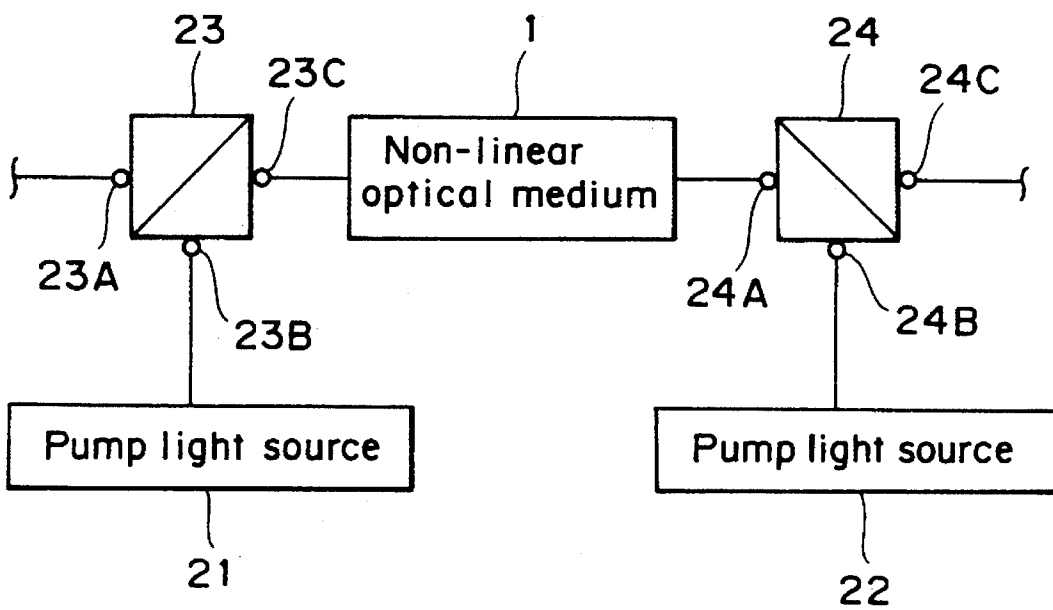 23
1
24
23C
24C
Non-linear
optical medium
23A
24A
23B
24B
Pump light source
Pump light source
21
22